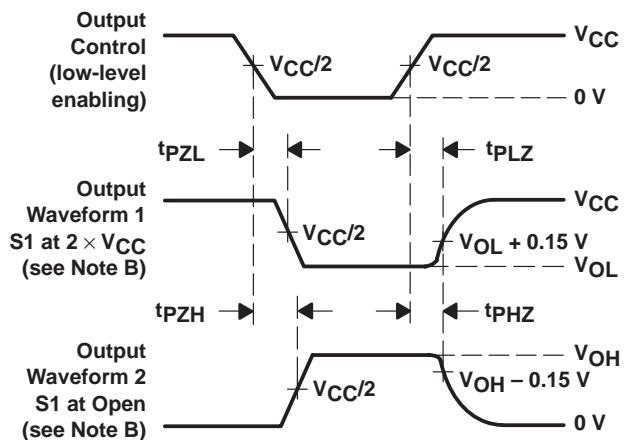 Output
Control
(low-level
enabling)
VCC
VCC/2
VCC/2
0 V
tPZL
tPLZ
Output
Waveform 1
S1 at 2 × VCC
(see Note B)
VCC
VCC/2
VOL + 0.15 V
VOL
tPZH
tPHZ
Output
Waveform 2
S1 at Open
(see Note B)
VOH
VCC/2
VOH − 0.15 V
0 V